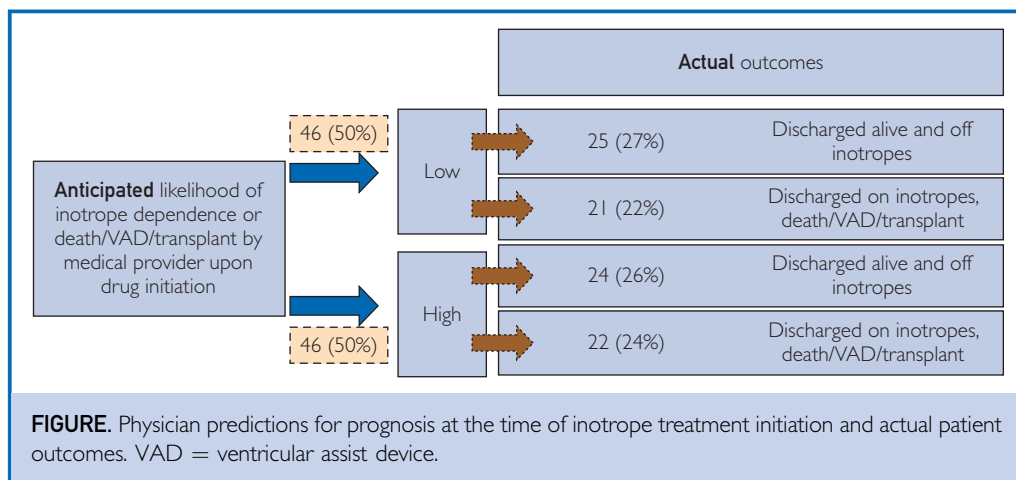 Actual outcomes
46 (50%)
Anticipated likelihood of
inotrope dependence or
death/VAD/transplant by
medical provider upon
drug initiation
Low
25 (27%)
Discharged alive and off
inotropes
21 (22%)
Discharged on inotropes,
death/VAD/transplant
46 (50%)
High
24 (26%)
Discharged alive and off
inotropes
22 (24%)
Discharged on inotropes,
death/VAD/transplant
FIGURE. Physician predictions for prognosis at the time of inotrope treatment initiation and actual patient
outcomes. VAD = ventricular assist device.